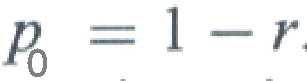 p₀ = 1 − r.